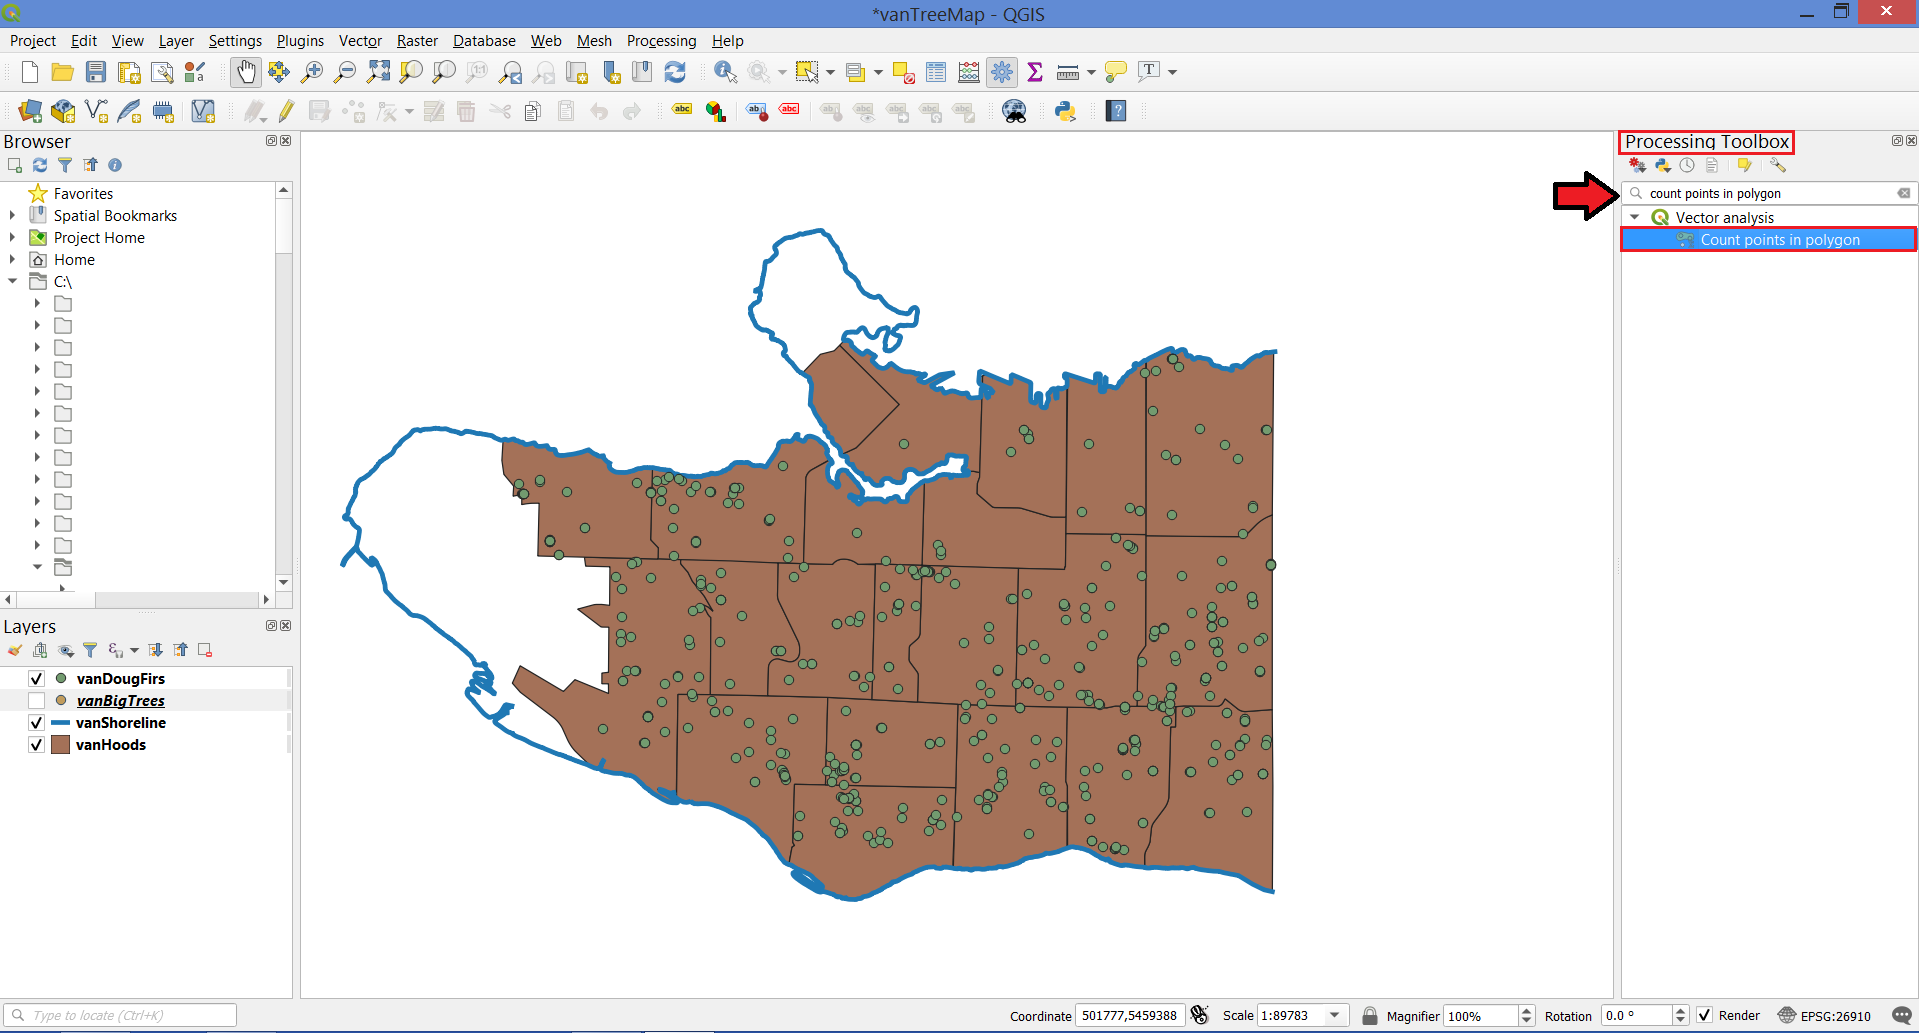 *vanTreeMap - QGIS
Project Edit View Layer Settings Plugins Vector Raster Database Web Mesh Processing Help
Browser
Favorites
Spatial Bookmarks
Project Home
Home
C:\
Layers
vanDougFirs
vanBigTrees
vanShoreline
vanHoods
Processing Toolbox
count points in polygon
Vector analysis
Count points in polygon
Type to locate (Ctrl+K)
Coordinate 501777,5459388 Scale 1:89783 Magnifier 100% Rotation 0.0 ° Render EPSG:26910